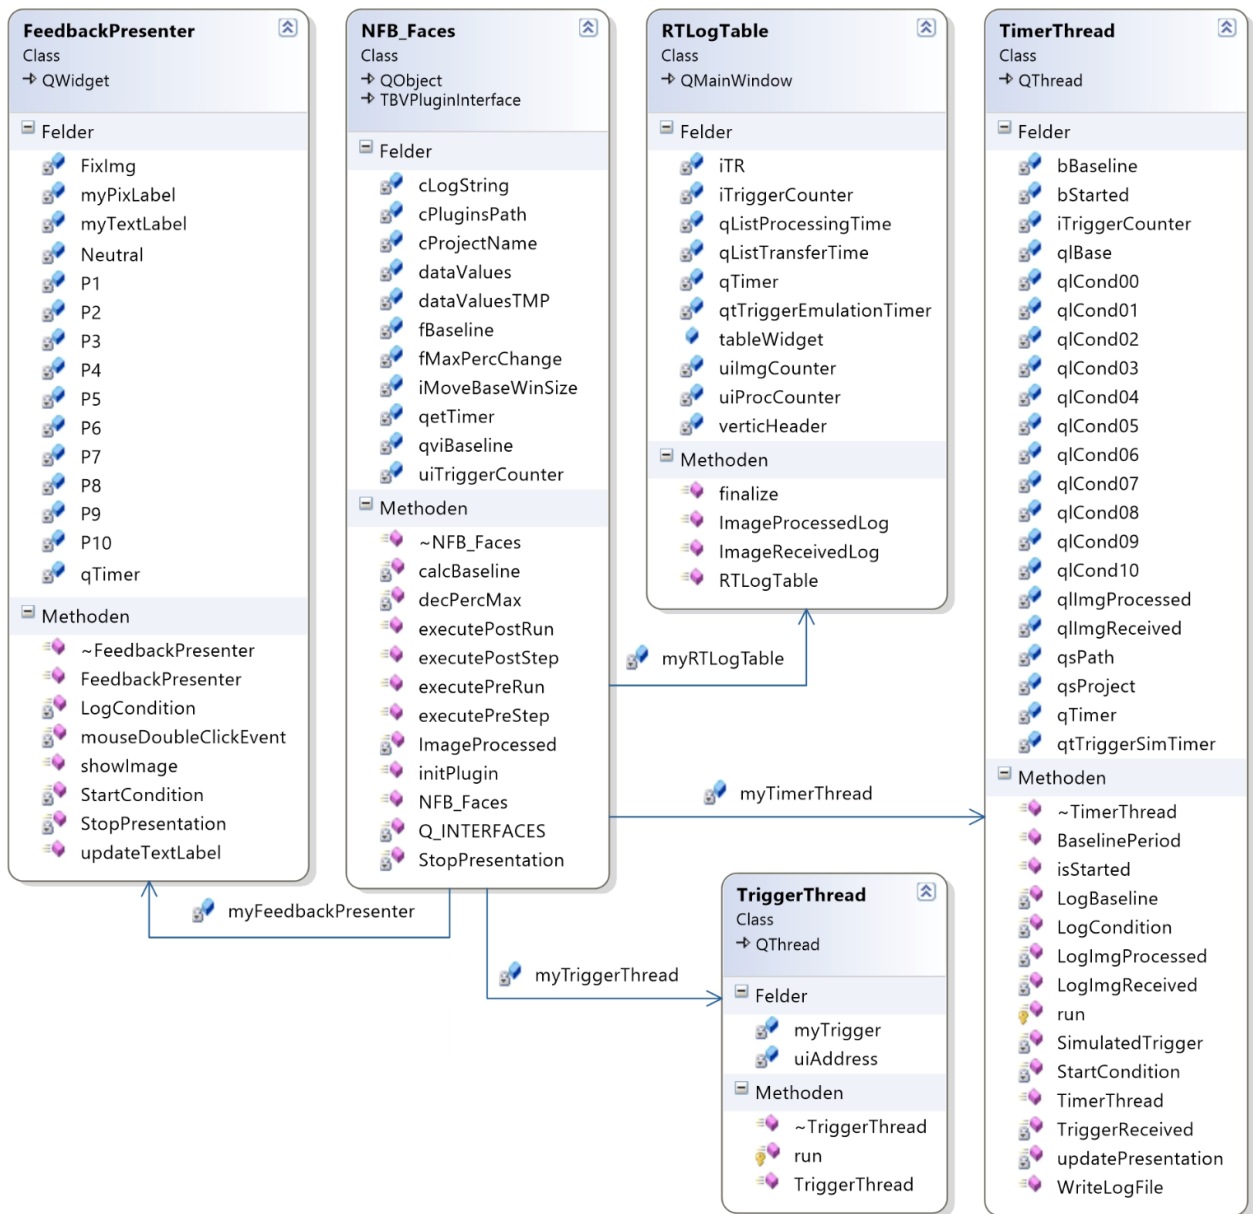 FeedbackPresenter
Class
QWidget
Felder
FixImg
myPixLabel
myTextLabel
Neutral
P1
P2
P3
P4
P5
P6
P7
P8
P9
P10
qTimer
Methoden
~FeedbackPresenter
FeedbackPresenter
LogCondition
mouseDoubleClickEvent
showImage
StartCondition
StopPresentation
updateTextLabel
myFeedbackPresenter
NFB_Faces
Class
QObject
TBVPluginInterface
Felder
cLogString
cPluginsPath
cProjectName
dataValues
dataValuesTMP
fBaseline
fMaxPercChange
iMoveBaseWinSize
qetTimer
qviBaseline
uiTriggerCounter
Methoden
~NFB_Faces
calcBaseline
decPercMax
executePostRun
executePostStep
executePreRun
executePreStep
ImageProcessed
initPlugin
NFB_Faces
Q_INTERFACES
StopPresentation
myTriggerThread
RTLogTable
Class
QMainWindow
Felder
iTR
iTriggerCounter
qListProcessingTime
qListTransferTime
qTimer
qtTriggerEmulationTimer
tableWidget
uiImgCounter
uiProcCounter
verticHeader
Methoden
finalize
ImageProcessedLog
ImageReceivedLog
RTLogTable
myRTLogTable
myTimerThread
TriggerThread
Class
QThread
Felder
myTrigger
uiAddress
Methoden
~TriggerThread
run
TriggerThread
TimerThread
Class
QThread
Felder
bBaseline
bStarted
iTriggerCounter
qlBase
qlCond00
qlCond01
qlCond02
qlCond03
qlCond04
qlCond05
qlCond06
qlCond07
qlCond08
qlCond09
qlCond10
qlImgProcessed
qlImgReceived
qsPath
qsProject
qTimer
qtTriggerSimTimer
Methoden
~TimerThread
BaselinePeriod
isStarted
LogBaseline
LogCondition
LogImgProcessed
LogImgReceived
run
SimulatedTrigger
StartCondition
TimerThread
TriggerReceived
updatePresentation
WriteLogFile